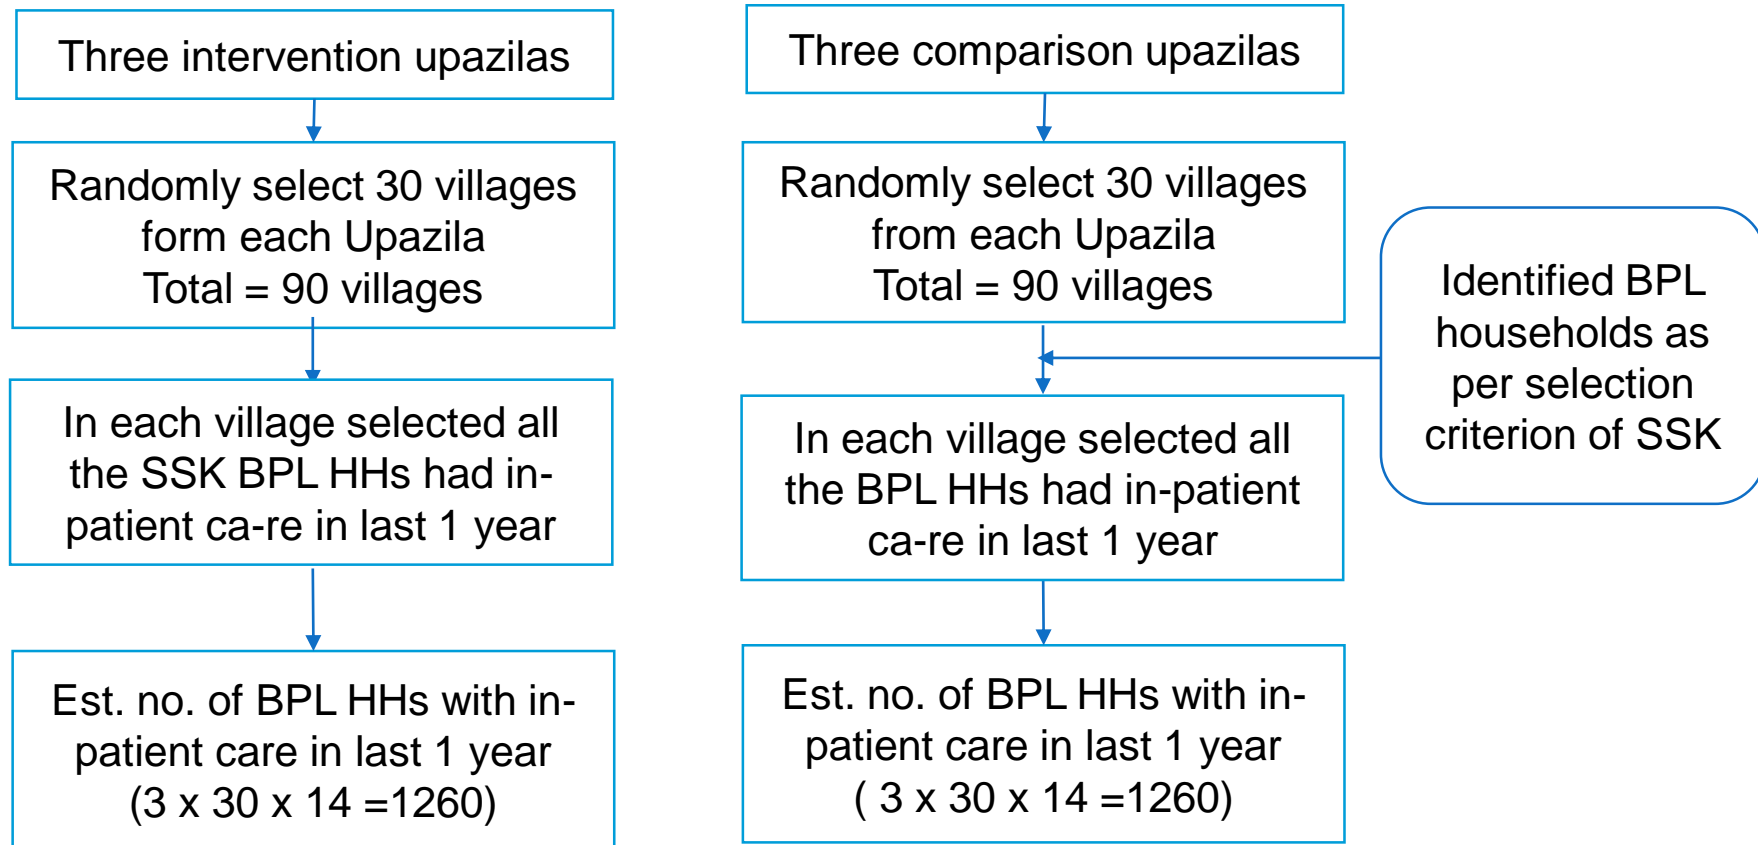 Three intervention upazilas
Randomly select 30 villages
form each Upazila
Total = 90 villages
In each village selected all
the SSK BPL HHs had in-
patient ca-re in last 1 year
Est. no. of BPL HHs with in-
patient care in last 1 year
(3 x 30 x 14 =1260)
Three comparison upazilas
Randomly select 30 villages
from each Upazila
Total = 90 villages
In each village selected all
the BPL HHs had in-patient
ca-re in last 1 year
Est. no. of BPL HHs with in-
patient care in last 1 year
( 3 x 30 x 14 =1260)
Identified BPL
households as
per selection
criterion of SSK